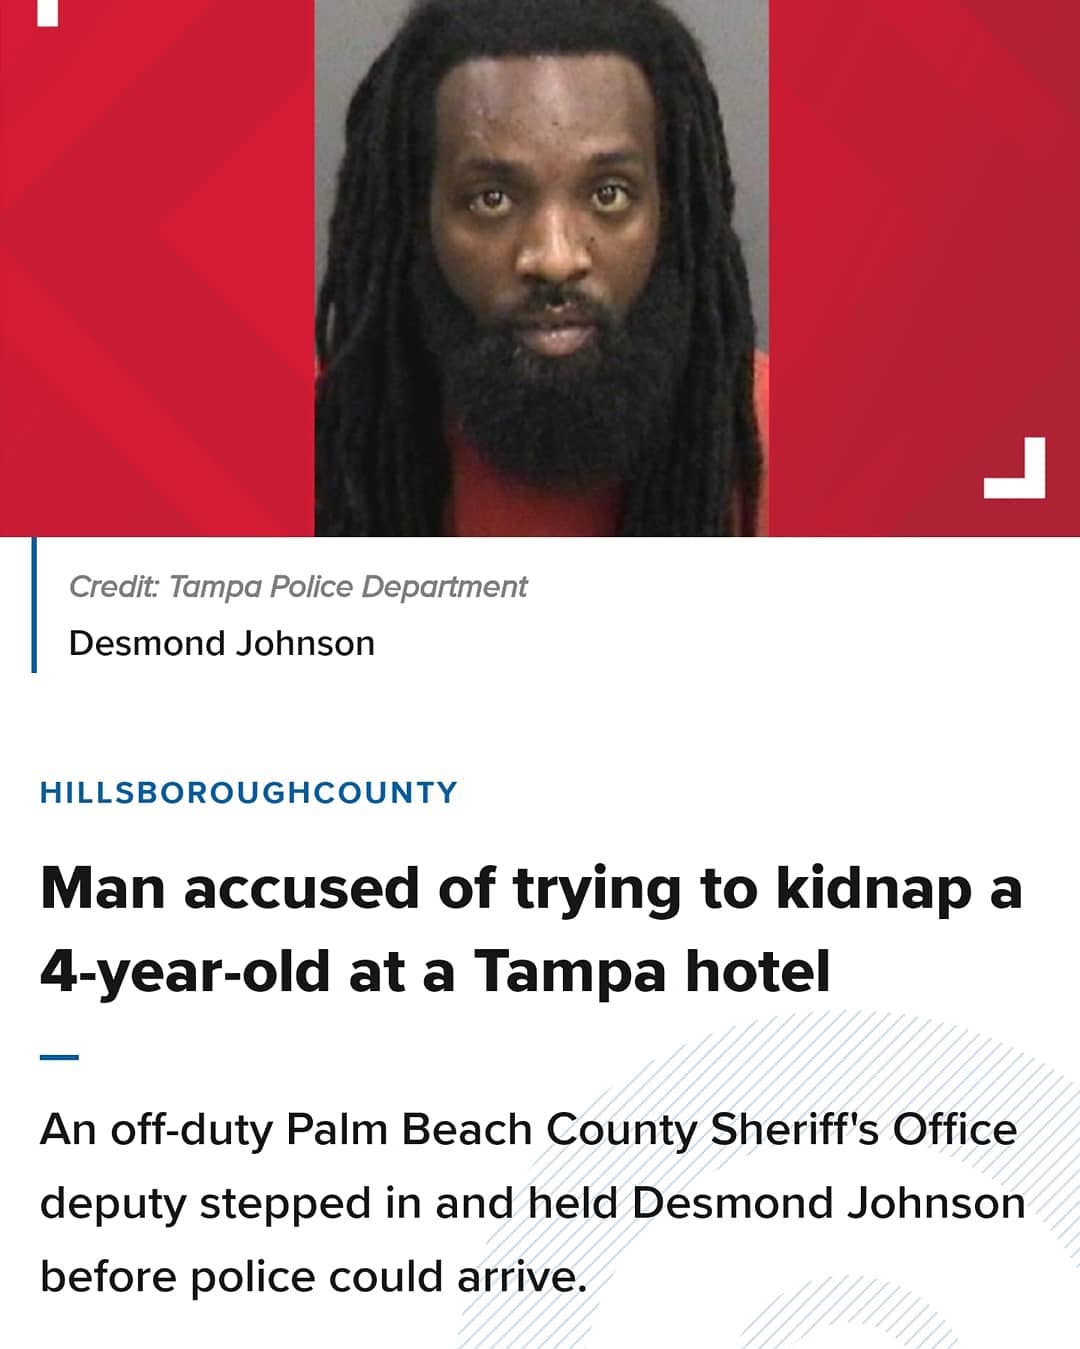 Credit: Tampa Police Department
Desmond Johnson
HILLSBOROUGHCOUNTY
Man accused of trying to kidnap a
4-year-old at a Tampa hotel
An off-duty Palm Beach County Sheriff's Office
deputy stepped in and held Desmond Johnson
before police could arrive.